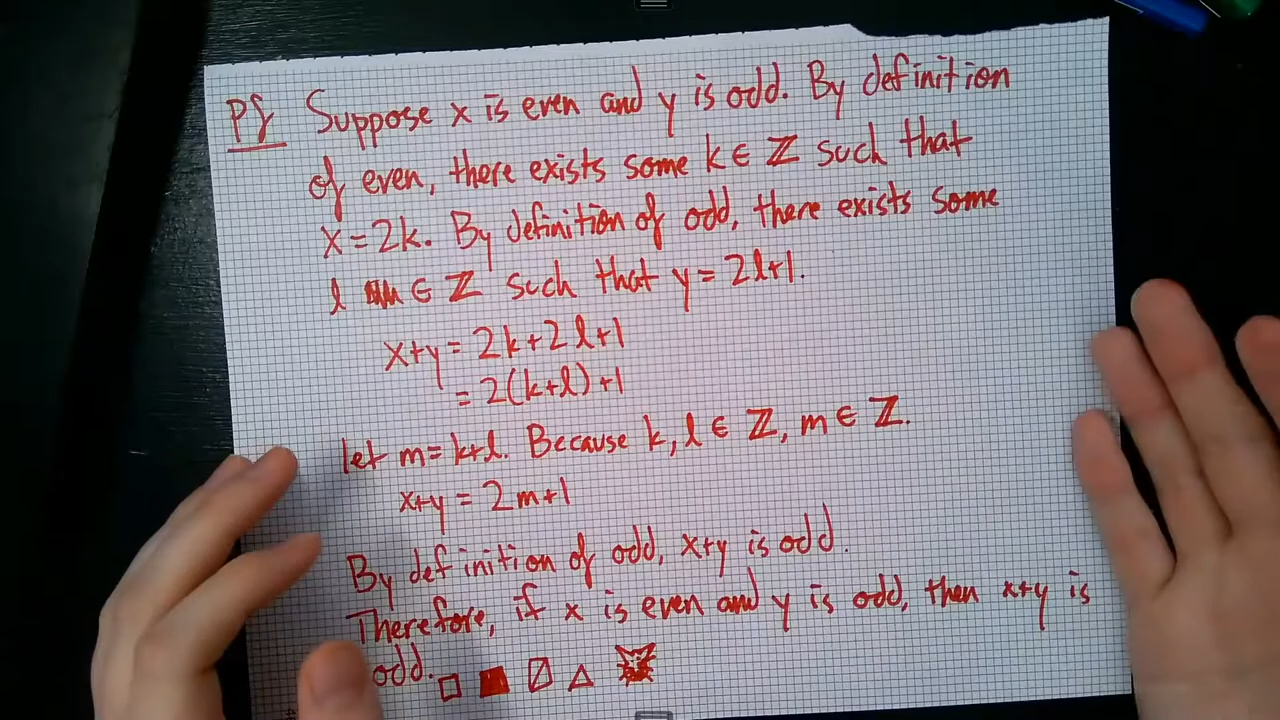 Pf Suppose x is even and y is odd. By definition
of even, there exists some k ∈ ℤ such that
x = 2k. By definition of odd, there exists some
l ∈ ℤ such that y = 2l+1.
x+y = 2k+2l+1
= 2(k+l)+1
let m=k+l. Because k, l ∈ ℤ, m ∈ ℤ.
x+y = 2m+1
By definition of odd, x+y is odd.
Therefore, if x is even and y is odd, then x+y is
odd.